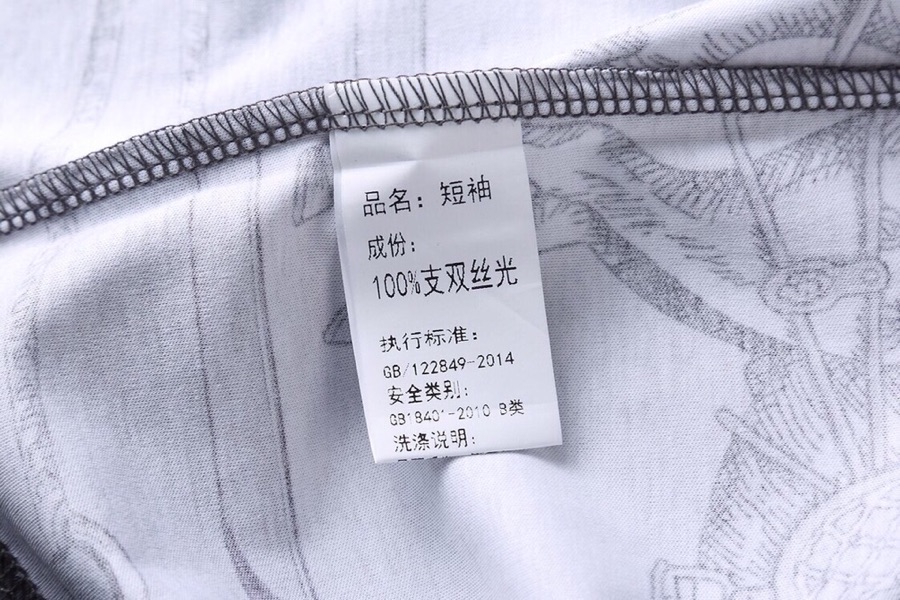 品名：短袖
成份：
100%支双丝光
执行标准：
GB/122849-2014
安全类别：
GB18401-2010 B类
洗涤说明：